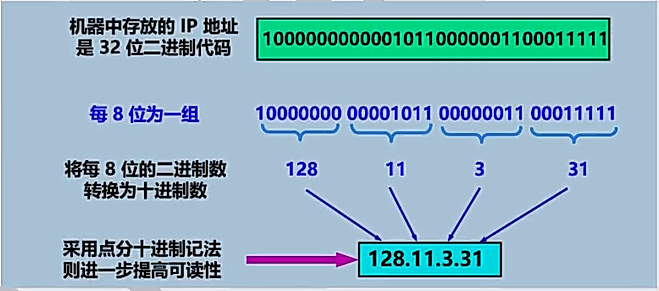 机器中存放的 IP 地址
是 32 位二进制代码
10000000000010110000001100011111
每 8 位为一组
10000000 00001011 00000011 00011111
将每 8 位的二进制数
转换为十进制数
128 11 3 31
采用点分十进制记法
则进一步提高可读性
128.11.3.31